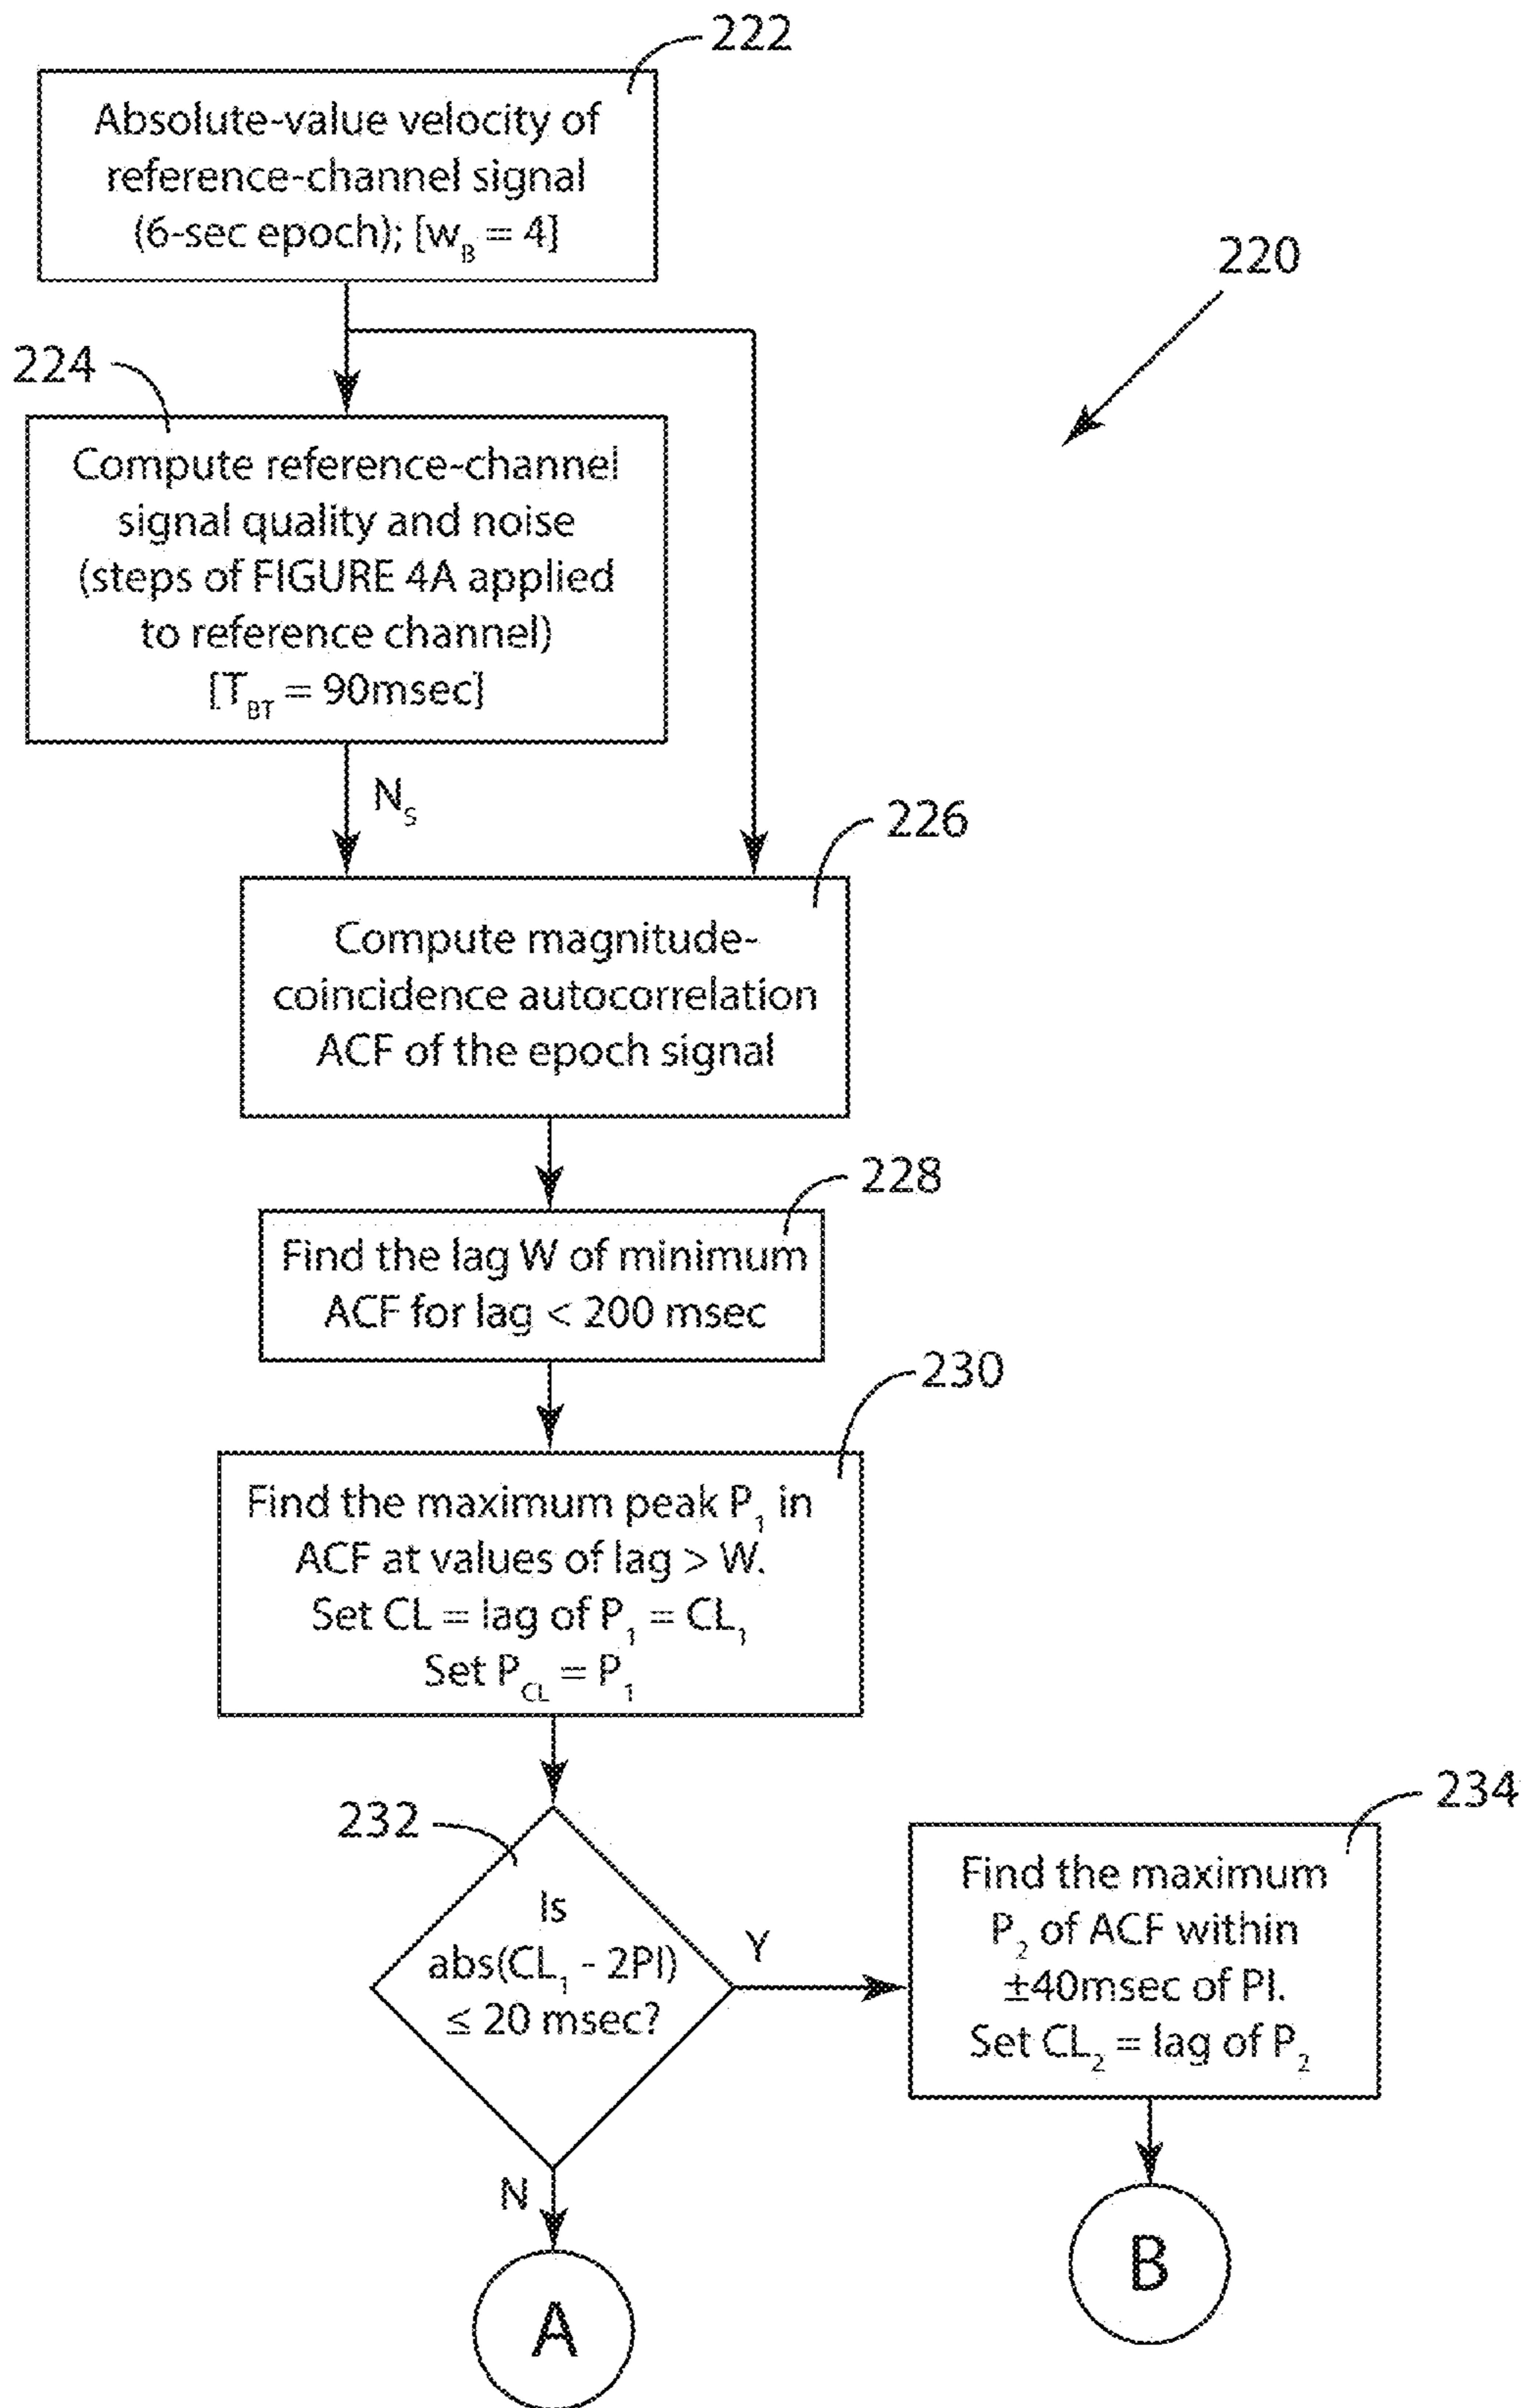 222
Absolute-value velocity of
reference-channel signal
(6-sec epoch); [w_B = 4]
220
224
Compute reference-channel
signal quality and noise
(steps of FIGURE 4A applied
to reference channel)
[T_BT = 90msec]
N_S
226
Compute magnitude-
coincidence autocorrelation
ACF of the epoch signal
228
Find the lag W of minimum
ACF for lag < 200 msec
230
Find the maximum peak P_1 in
ACF at values of lag > W.
Set CL = lag of P_1 = CL_1
Set P_CL = P_1
232
Is
abs(CL_1 - 2PI)
≤ 20 msec?
Y
N
234
Find the maximum
P_2 of ACF within
±40msec of PI.
Set CL_2 = lag of P_2
A
B